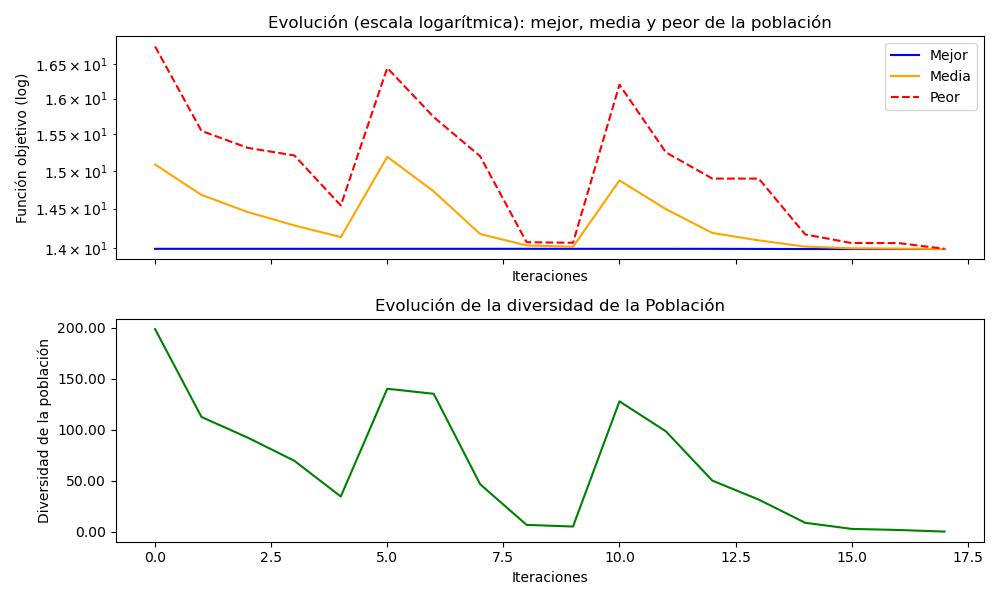 Evolución (escala logarítmica): mejor, media y peor de la población
Función objetivo (log)
1.65 × 10¹
1.6 × 10¹
1.55 × 10¹
1.5 × 10¹
1.45 × 10¹
1.4 × 10¹
Mejor
Media
Peor
Iteraciones
Evolución de la diversidad de la Población
Diversidad de la población
200.00
150.00
100.00
50.00
0.00
0.0 2.5 5.0 7.5 10.0 12.5 15.0 17.5
Iteraciones